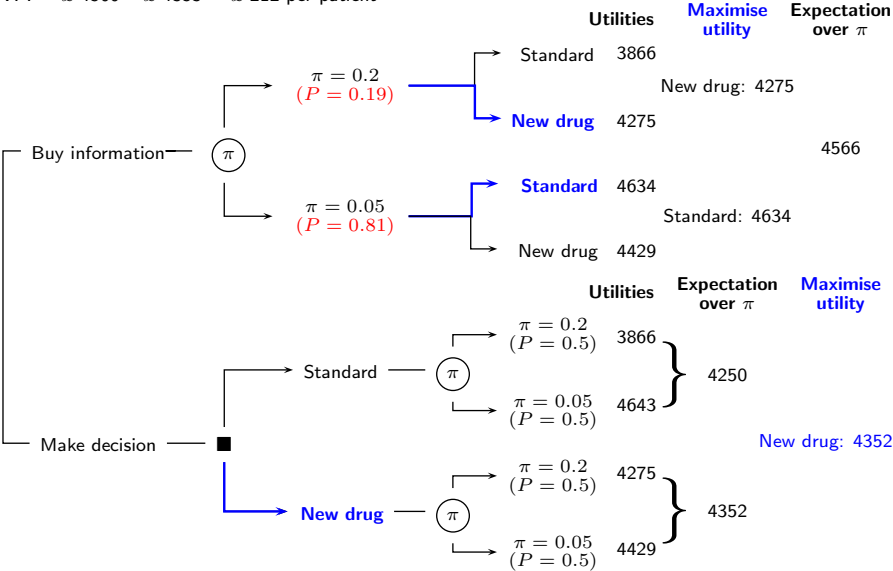 Utilities Maximise utility Expectation over π
π = 0.2
(P = 0.19)
Standard 3866
New drug 4275
New drug: 4275
Buy information
π
4566
π = 0.05
(P = 0.81)
Standard 4634
New drug 4429
Standard: 4634
Utilities Expectation over π Maximise utility
Make decision
Standard
π
π = 0.2
(P = 0.5)
3866
π = 0.05
(P = 0.5)
4643
4250
New drug: 4352
New drug
π
π = 0.2
(P = 0.5)
4275
π = 0.05
(P = 0.5)
4429
4352